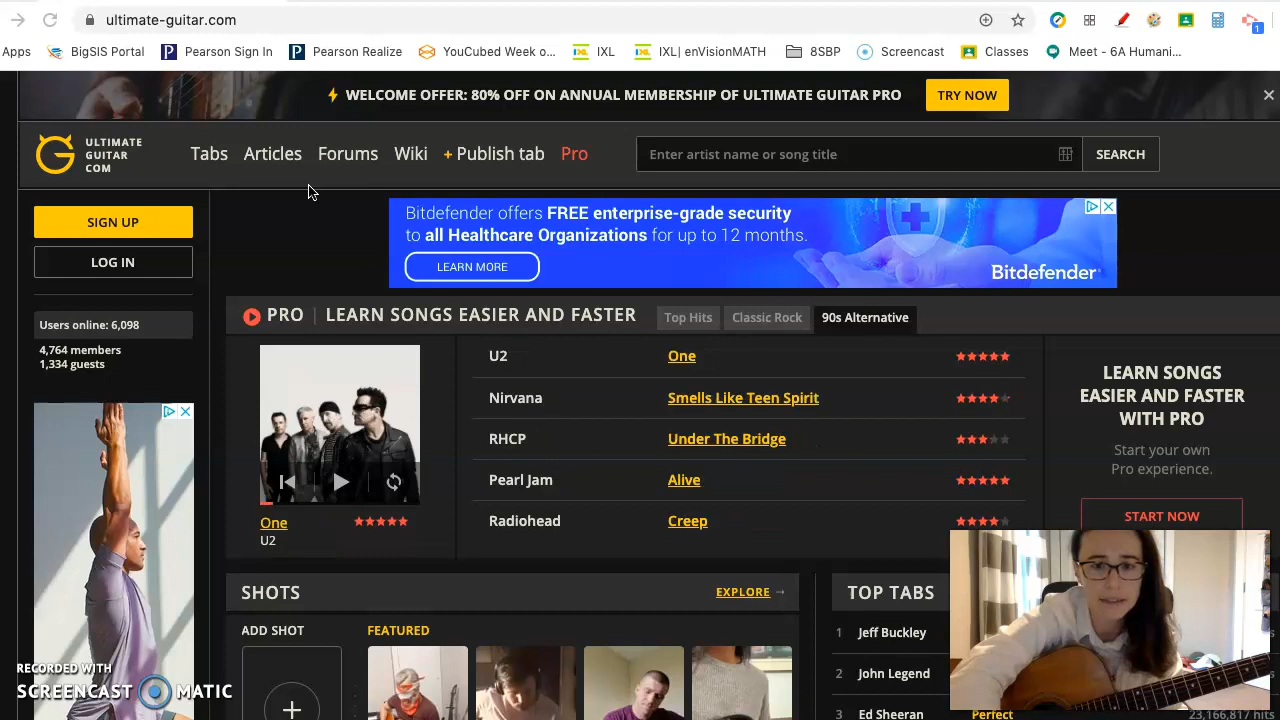 ultimate-guitar.com
Apps BigSIS Portal Pearson Sign In Pearson Realize YouCubed Week o... IXL IXL| enVisionMATH 8SBP Screencast Classes Meet - 6A Humani...
1
WELCOME OFFER: 80% OFF ON ANNUAL MEMBERSHIP OF ULTIMATE GUITAR PRO TRY NOW
ULTIMATE
GUITAR
COM
Tabs Articles Forums Wiki + Publish tab Pro
Enter artist name or song title SEARCH
SIGN UP
LOG IN
Users online: 6,098
4,764 members
1,334 guests
Bitdefender offers FREE enterprise-grade security
to all Healthcare Organizations for up to 12 months.
LEARN MORE
Bitdefender
PRO | LEARN SONGS EASIER AND FASTER Top Hits Classic Rock 90s Alternative
U2 One
Nirvana Smells Like Teen Spirit
RHCP Under The Bridge
Pearl Jam Alive
Radiohead Creep
One
U2
LEARN SONGS
EASIER AND FASTER
WITH PRO
Start your own
Pro experience.
START NOW
SHOTS EXPLORE →
ADD SHOT FEATURED
TOP TABS
1 Jeff Buckley
2 John Legend
3 Ed Sheeran Perfect 23,166,817 hits
RECORDED WITH
SCREENCAST MATIC